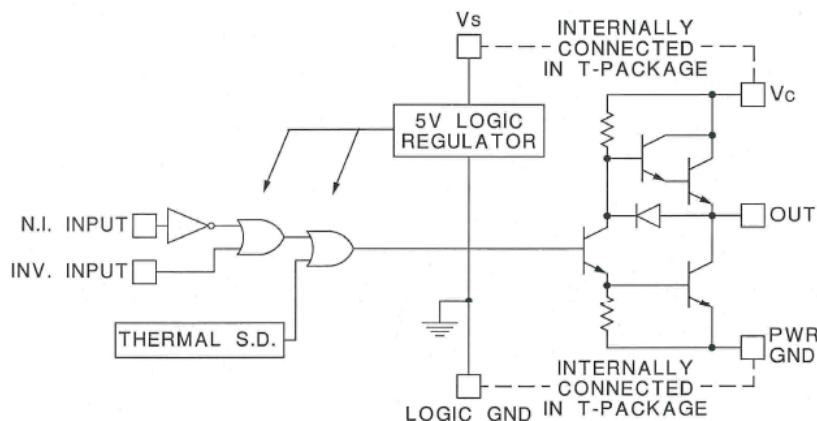 Vs
INTERNALLY
CONNECTED
IN T-PACKAGE
Vc
5V LOGIC
REGULATOR
N.I. INPUT
OUT
INV. INPUT
THERMAL S.D.
PWR
GND
INTERNALLY
CONNECTED
IN T-PACKAGE
LOGIC GND